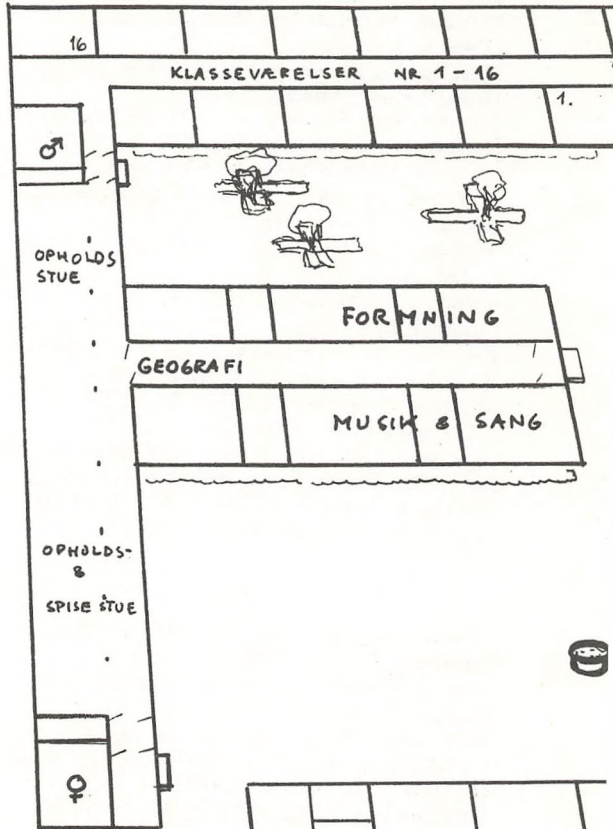 16
KLASSEVÆRELSER NR 1-16
1.
♂
OPHOLDS
STUE
FORMNING
GEOGRAFI
MUSIK & SANG
OPHOLDS-
&
SPISE STUE
♀